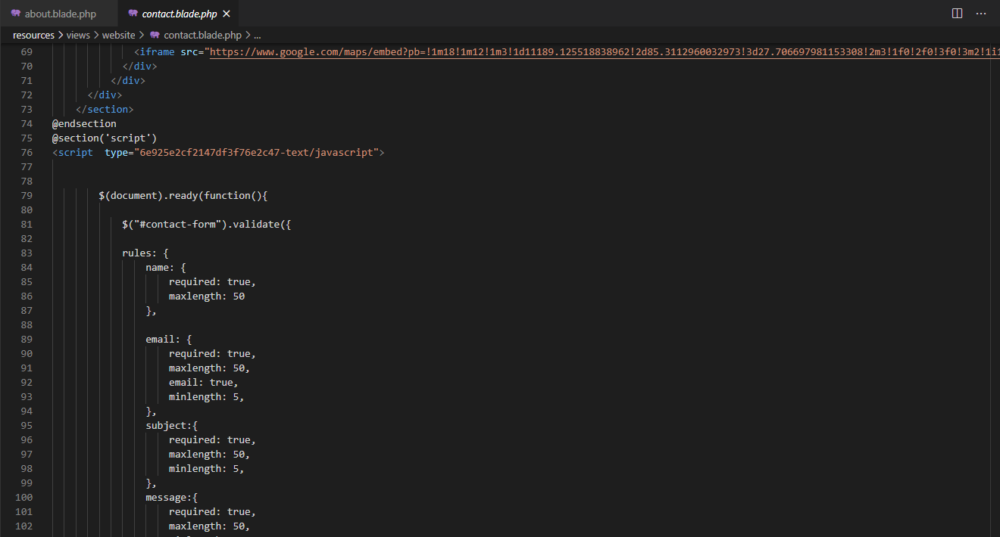 about.blade.php contact.blade.php
resources > views > website > contact.blade.php > ...
69 <iframe src="https://www.google.com/maps/embed?pb=!1m18!1m12!1m3!1d11189.125518838962!2d85.3112960032973!3d27.706697981153308!2m3!1f0!2f0!3f0!3m2!1i1
70 </div>
71 </div>
72 </div>
73 </section>
74 @endsection
75 @section('script')
76 <script  type="6e925e2cf2147df3f76e2c47-text/javascript">
77
78
79 $(document).ready(function(){
80
81 $("#contact-form").validate({
82
83 rules: {
84 name: {
85 required: true,
86 maxlength: 50
87 },
88
89 email: {
90 required: true,
91 maxlength: 50,
92 email: true,
93 minlength: 5,
94 },
95 subject:{
96 required: true,
97 maxlength: 50,
98 minlength: 5,
99 },
100 message:{
101 required: true,
102 maxlength: 50,